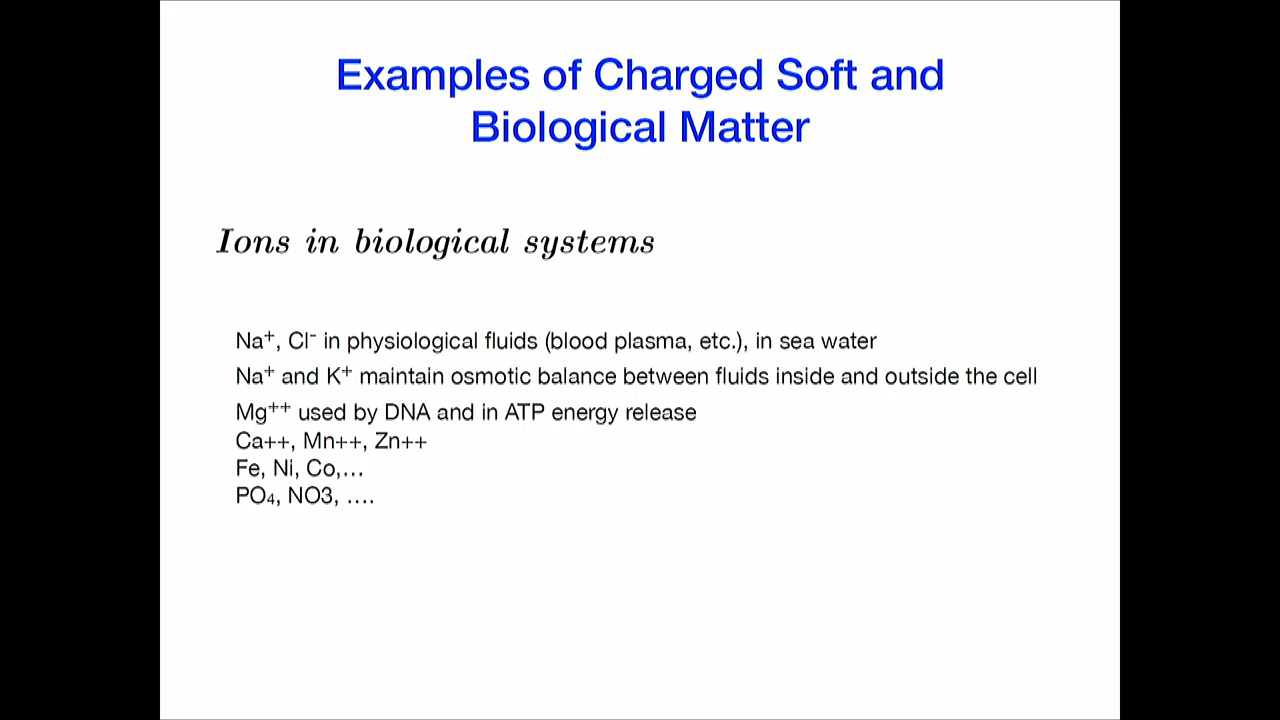 Examples of Charged Soft and
Biological Matter
Ions in biological systems
Na⁺, Cl⁻ in physiological fluids (blood plasma, etc.), in sea water
Na⁺ and K⁺ maintain osmotic balance between fluids inside and outside the cell
Mg⁺⁺ used by DNA and in ATP energy release
Ca++, Mn++, Zn++
Fe, Ni, Co,...
PO₄, NO3, ....